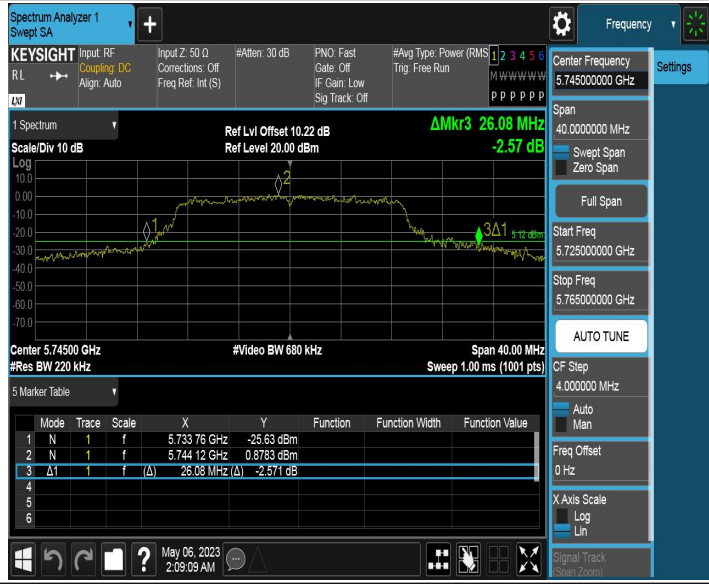 Spectrum Analyzer 1
Swept SA
+
Frequency
KEYSIGHT
RL
LXI
Input: RF
Coupling: DC
Align: Auto
Input Z: 50 Ω
Corrections: Off
Freq Ref: Int (S)
#Atten: 30 dB
PNO: Fast
Gate: Off
IF Gain: Low
Sig Track: Off
#Avg Type: Power (RMS
Trig: Free Run
1 2 3 4 5 6
M W W W W W
P P P P P P
Center Frequency
5.745000000 GHz
Settings
Span
40.0000000 MHz
Swept Span
Zero Span
Full Span
Start Freq
5.725000000 GHz
Stop Freq
5.765000000 GHz
AUTO TUNE
CF Step
4.000000 MHz
Auto
Man
Freq Offset
0 Hz
X Axis Scale
Log
Lin
Signal Track
(Span Zoom)
1 Spectrum
Scale/Div 10 dB
Ref Lvl Offset 10.22 dB
Ref Level 20.00 dBm
ΔMkr3 26.08 MHz
-2.57 dB
Log
10.0
0.00
-10.0
-20.0
-30.0
-40.0
-50.0
-60.0
-70.0
1
2
3Δ1
Center 5.74500 GHz
#Res BW 220 kHz
#Video BW 680 kHz
Span 40.00 MHz
Sweep 1.00 ms (1001 pts)
5 Marker Table
Mode Trace Scale X Y Function Function Width Function Value
1 N 1 f 5.733 76 GHz -25.63 dBm
2 N 1 f 5.744 12 GHz 0.8783 dBm
3 Δ1 1 f (Δ) 26.08 MHz (Δ) -2.571 dB
4
5
6
?
May 06, 2023
2:09:09 AM